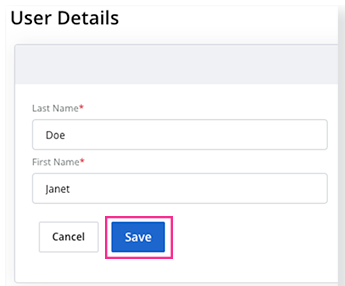 User Details
Last Name*
Doe
First Name*
Janet
Cancel Save